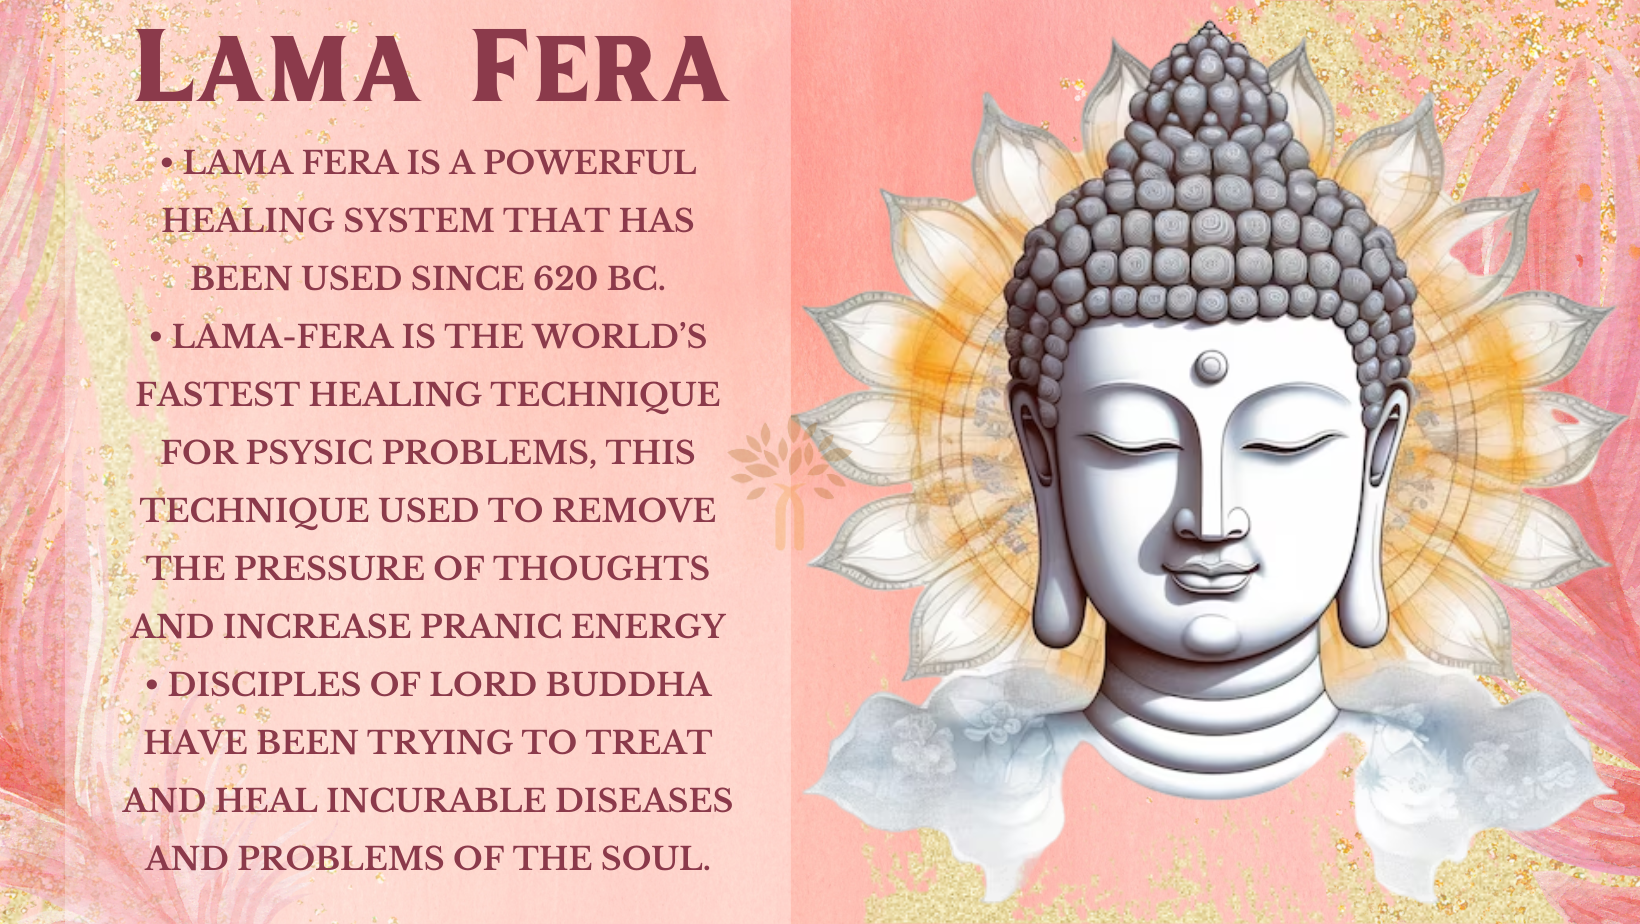 LAMA FERA
• LAMA FERA IS A POWERFUL
HEALING SYSTEM THAT HAS
BEEN USED SINCE 620 BC.
• LAMA-FERA IS THE WORLD’S
FASTEST HEALING TECHNIQUE
FOR PSYSIC PROBLEMS, THIS
TECHNIQUE USED TO REMOVE
THE PRESSURE OF THOUGHTS
AND INCREASE PRANIC ENERGY
• DISCIPLES OF LORD BUDDHA
HAVE BEEN TRYING TO TREAT
AND HEAL INCURABLE DISEASES
AND PROBLEMS OF THE SOUL.